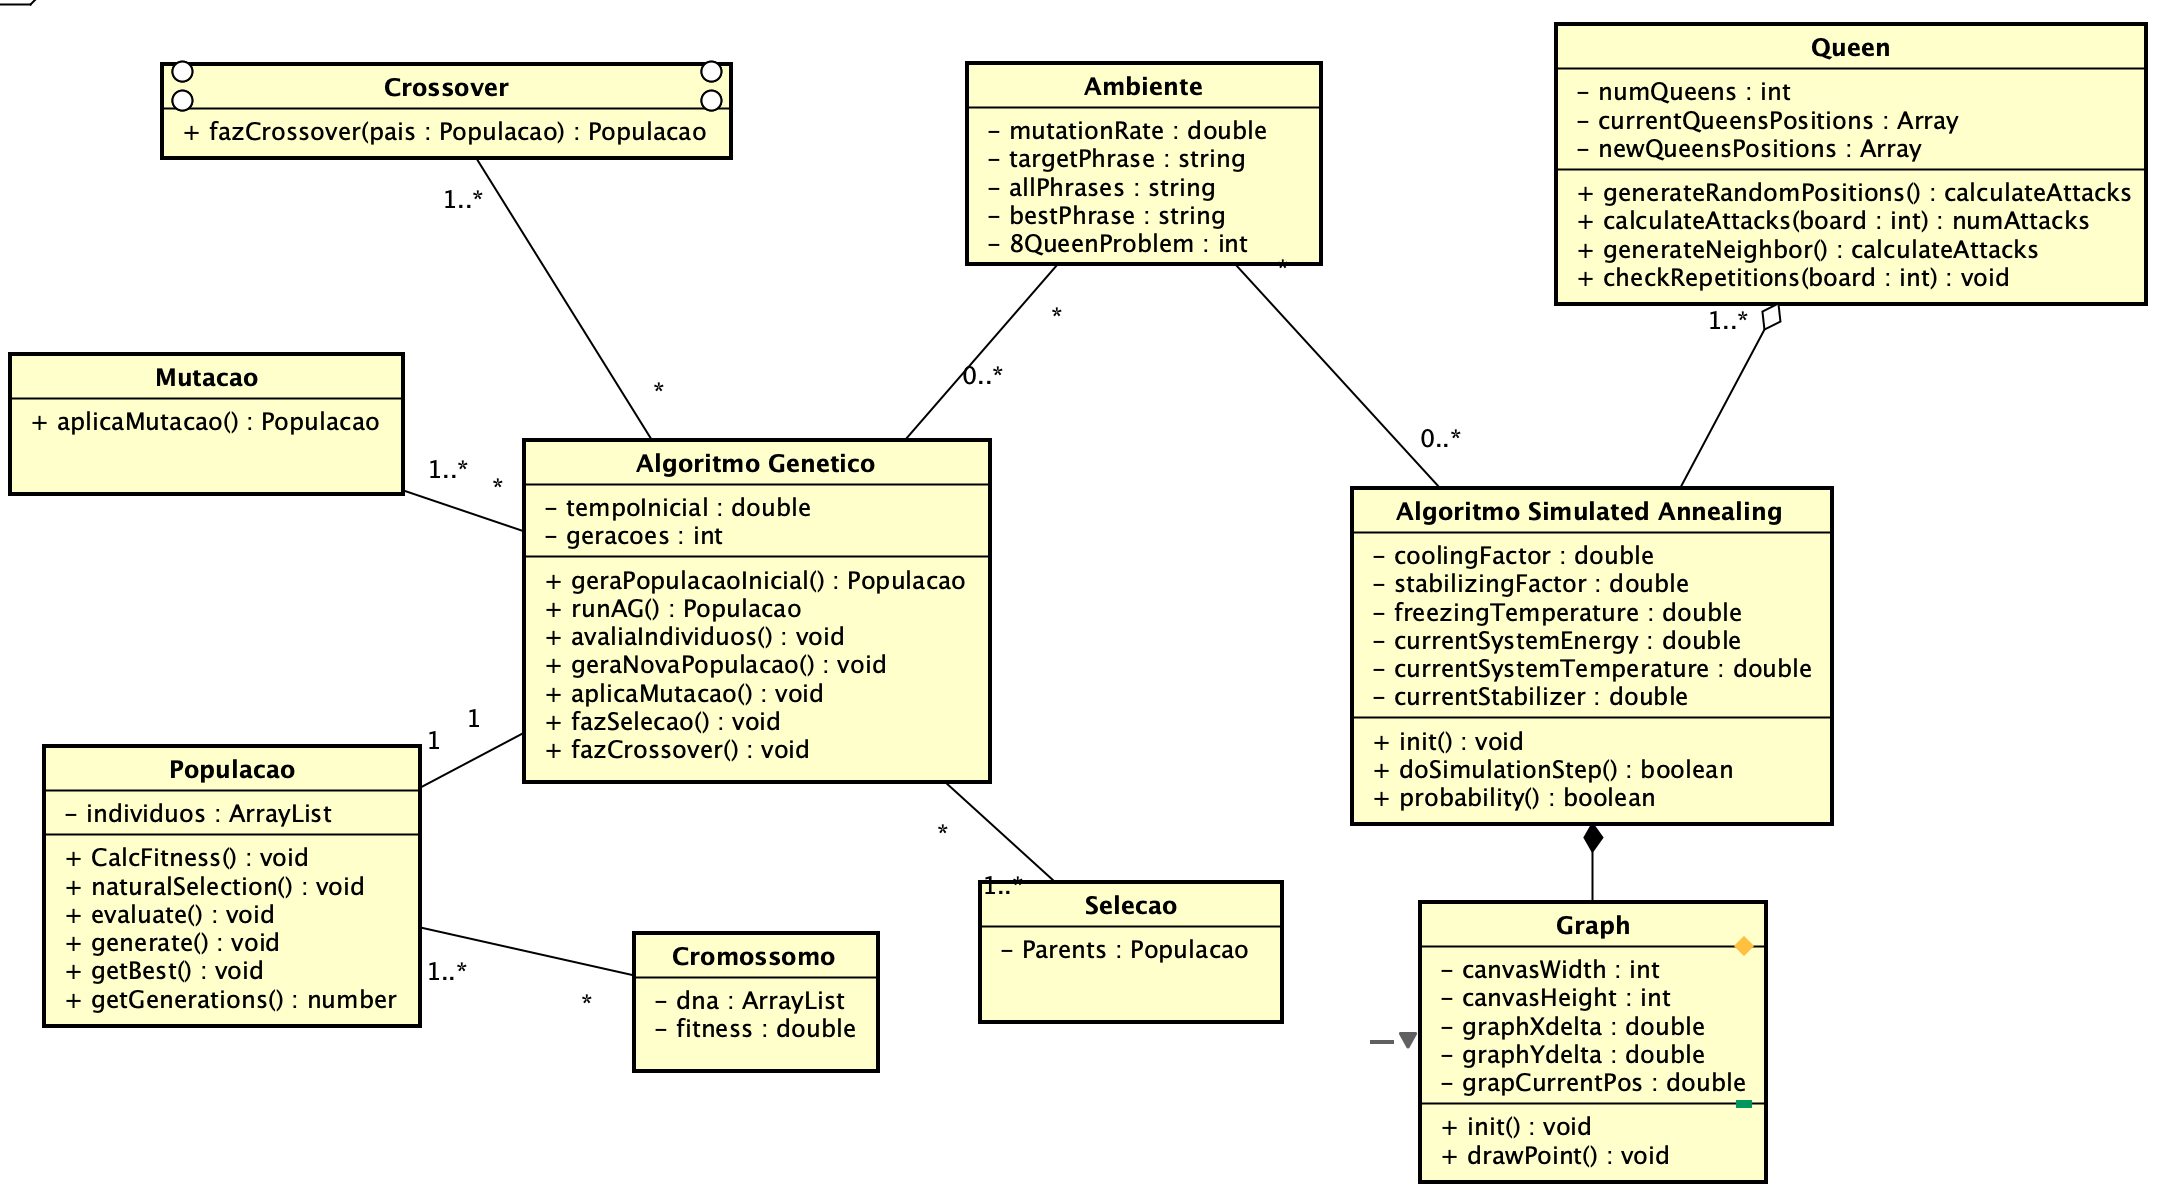 Crossover
+ fazCrossover(pais : Populacao) : Populacao
1..*
*
Ambiente
- mutationRate : double
- targetPhrase : string
- allPhrases : string
- bestPhrase : string
- 8QueenProblem : int
*
0..*
*
0..*
Queen
- numQueens : int
- currentQueensPositions : Array
- newQueensPositions : Array
+ generateRandomPositions() : calculateAttacks
+ calculateAttacks(board : int) : numAttacks
+ generateNeighbor() : calculateAttacks
+ checkRepetitions(board : int) : void
1..*
Mutacao
+ aplicaMutacao() : Populacao
1..*
*
Algoritmo Genetico
- tempoInicial : double
- geracoes : int
+ geraPopulacaoInicial() : Populacao
+ runAG() : Populacao
+ avaliaIndividuos() : void
+ geraNovaPopulacao() : void
+ aplicaMutacao() : void
+ fazSelecao() : void
+ fazCrossover() : void
Algoritmo Simulated Annealing
- coolingFactor : double
- stabilizingFactor : double
- freezingTemperature : double
- currentSystemEnergy : double
- currentSystemTemperature : double
- currentStabilizer : double
+ init() : void
+ doSimulationStep() : boolean
+ probability() : boolean
1
1
Populacao
- individuos : ArrayList
+ CalcFitness() : void
+ naturalSelection() : void
+ evaluate() : void
+ generate() : void
+ getBest() : void
+ getGenerations() : number
1..*
*
Cromossomo
- dna : ArrayList
- fitness : double
*
1..*
Selecao
- Parents : Populacao
Graph
- canvasWidth : int
- canvasHeight : int
- graphXdelta : double
- graphYdelta : double
- grapCurrentPos : double
+ init() : void
+ drawPoint() : void